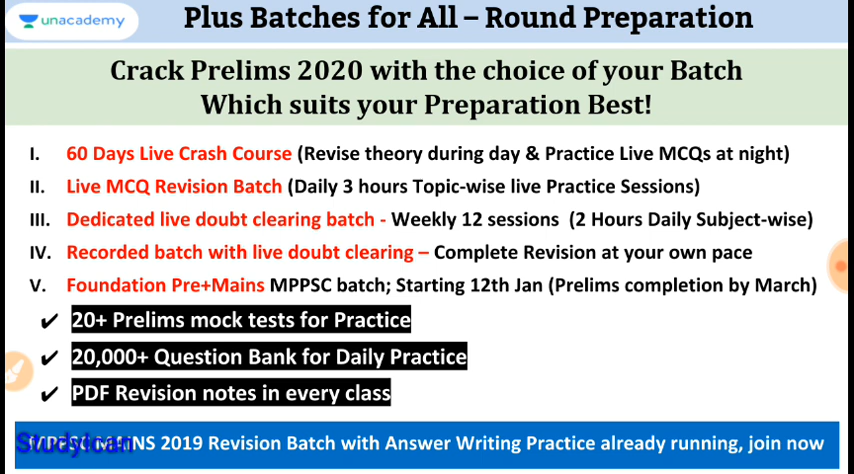 unacademy
Plus Batches for All – Round Preparation
Crack Prelims 2020 with the choice of your Batch
Which suits your Preparation Best!
I. 60 Days Live Crash Course (Revise theory during day & Practice Live MCQs at night)
II. Live MCQ Revision Batch (Daily 3 hours Topic-wise live Practice Sessions)
III. Dedicated live doubt clearing batch - Weekly 12 sessions (2 Hours Daily Subject-wise)
IV. Recorded batch with live doubt clearing – Complete Revision at your own pace
V. Foundation Pre+Mains MPPSC batch; Starting 12th Jan (Prelims completion by March)
✔ 20+ Prelims mock tests for Practice
✔ 20,000+ Question Bank for Daily Practice
✔ PDF Revision notes in every class
MPPSC MAINS 2019 Revision Batch with Answer Writing Practice already running, join now